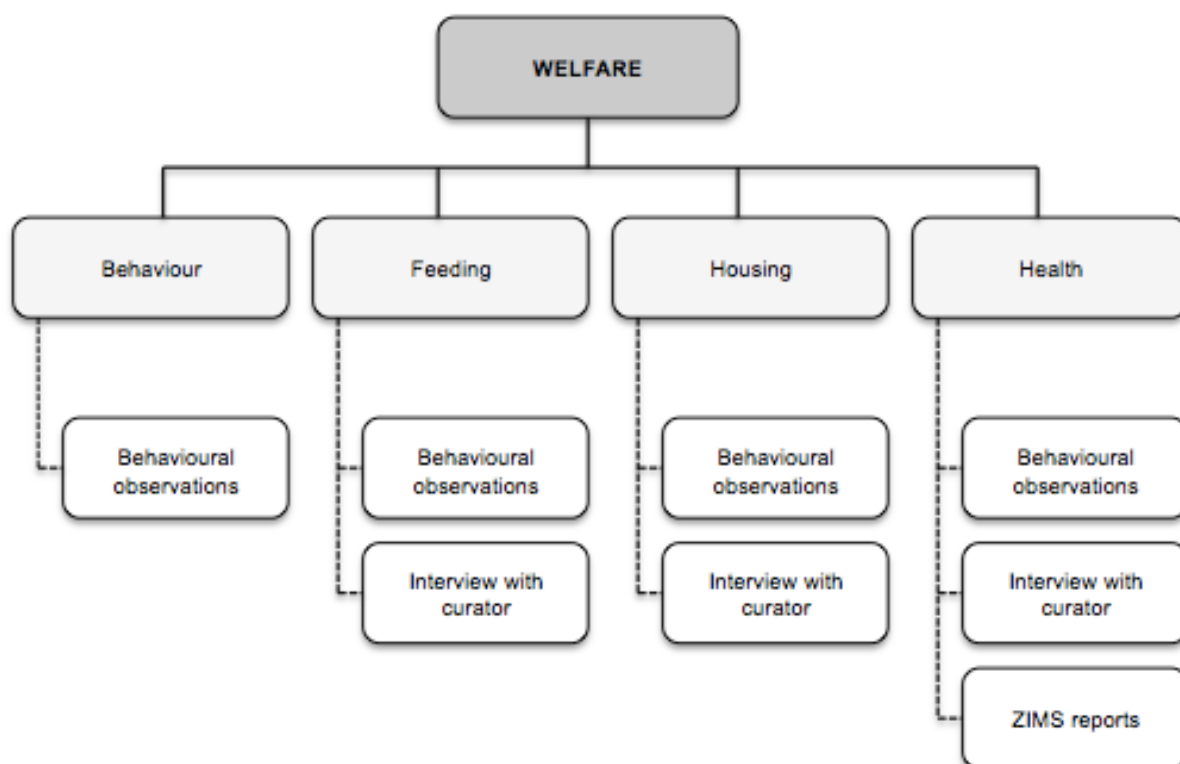 WELFARE
Behaviour
Feeding
Housing
Health
Behavioural
observations
Behavioural
observations
Behavioural
observations
Behavioural
observations
Interview with
curator
Interview with
curator
Interview with
curator
ZIMS reports